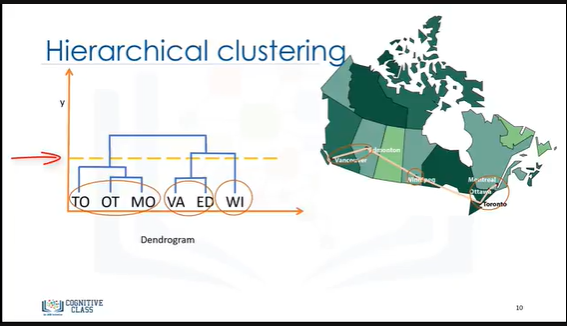 Hierarchical clustering
y
TO OT MO VA ED WI
Dendrogram
Edmonton
Vancouver
Winnipeg
Montreal
Ottawa
Toronto
COGNITIVE
CLASS
10